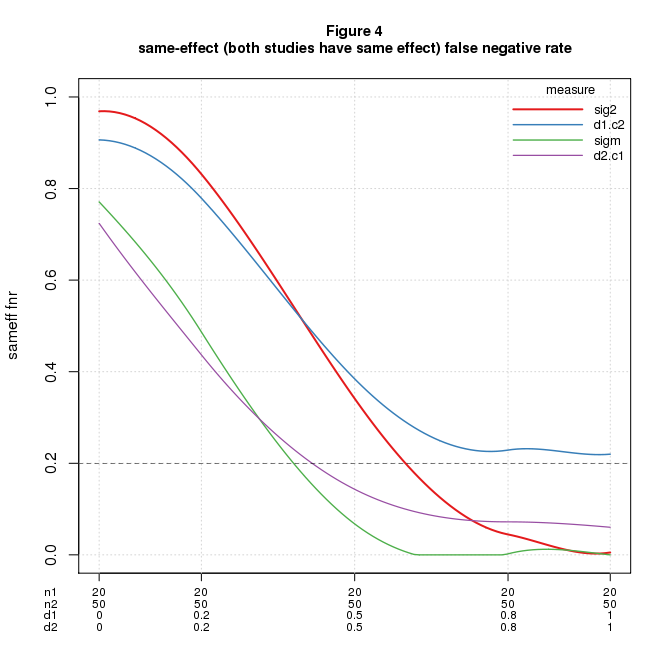 Figure 4
same-effect (both studies have same effect) false negative rate
measure
sig2
d1.c2
sigm
d2.c1
sameff fnr
1.0
0.8
0.6
0.4
0.2
0.0
n1 20 20 20 20 20
n2 50 50 50 50 50
d1 0 0.2 0.5 0.8 1
d2 0 0.2 0.5 0.8 1